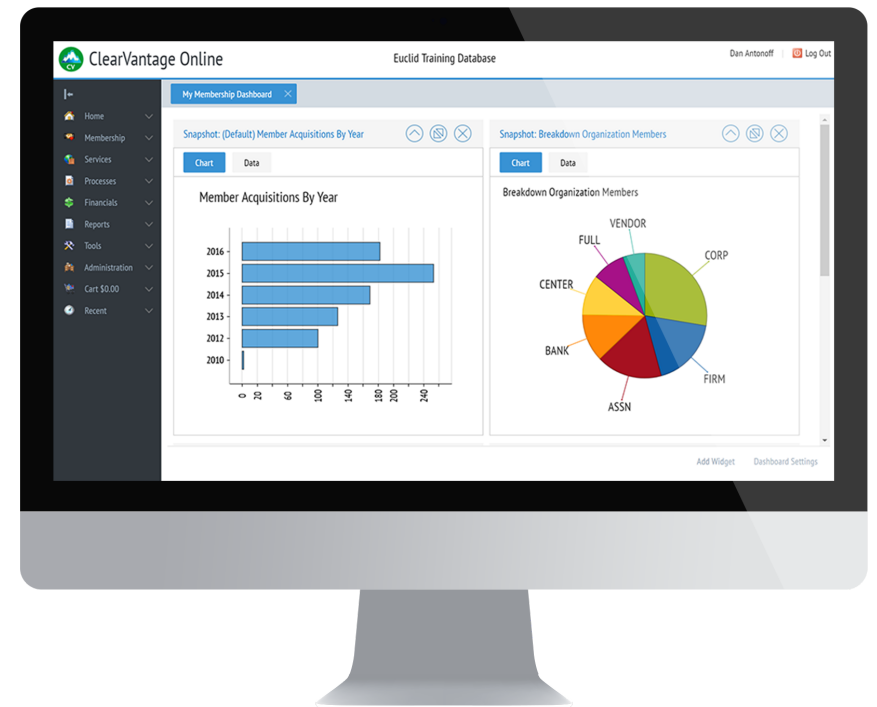 ClearVantage Online
CV
Euclid Training Database
Dan Antonoff
Log Out
My Membership Dashboard
Home
Membership
Services
Processes
Financials
Reports
Tools
Administration
Cart $0.00
Recent
Snapshot: (Default) Member Acquisitions By Year
Chart
Data
Member Acquisitions By Year
2016
2015
2014
2013
2012
2010
0 20 60 100 140 180 200 240
Snapshot: Breakdown Organization Members
Chart
Data
Breakdown Organization Members
VENDOR
FULL
CORP
CENTER
BANK
FIRM
ASSN
Add Widget
Dashboard Settings